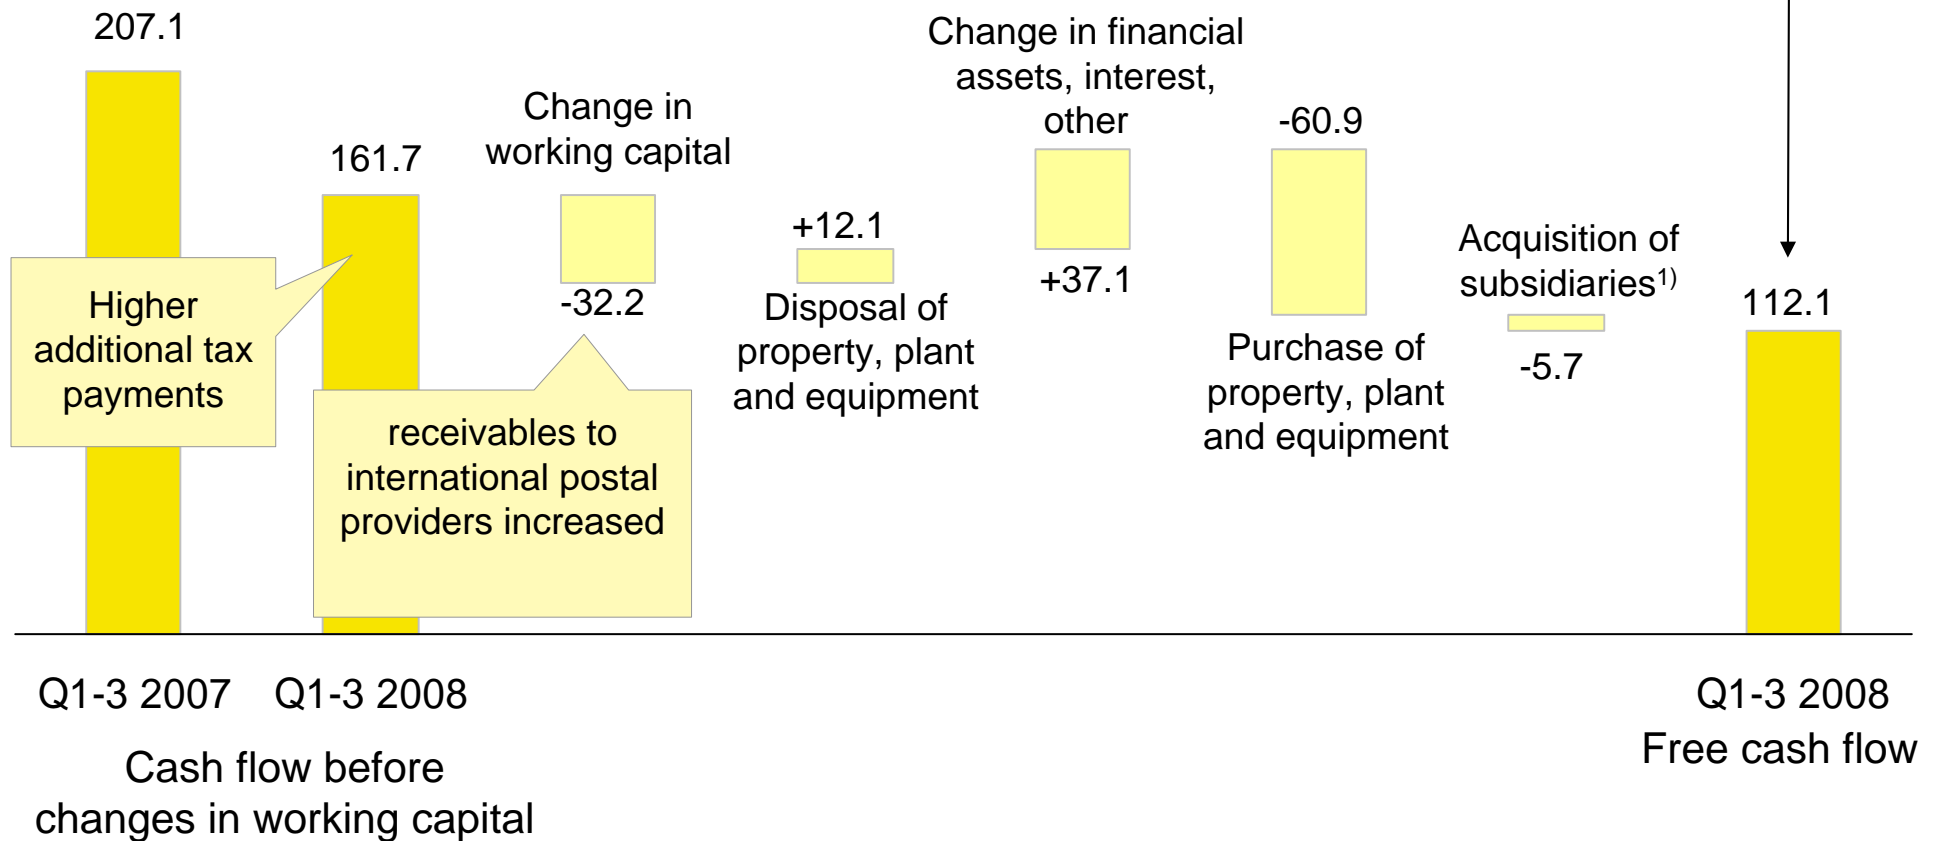 207.1
161.7
Higher
additional tax
payments
Change in
working capital
-32.2
receivables to
international postal
providers increased
+12.1
Disposal of
property, plant
and equipment
Change in financial
assets, interest,
other
+37.1
-60.9
Purchase of
property, plant
and equipment
Acquisition of
subsidiaries1)
-5.7
112.1
Q1-3 2007
Q1-3 2008
Cash flow before
changes in working capital
Q1-3 2008
Free cash flow